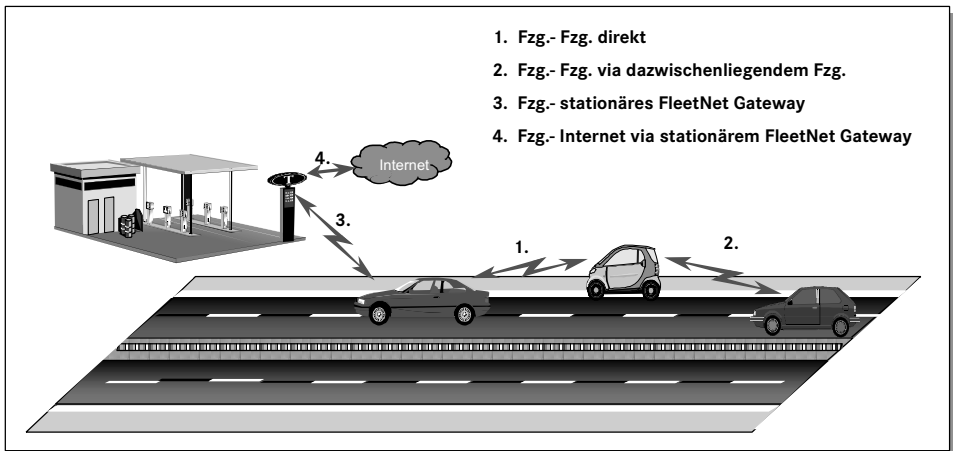 1. Fzg.- Fzg. direkt
2. Fzg.- Fzg. via dazwischenliegendem Fzg.
3. Fzg.- stationäres FleetNet Gateway
4. Fzg.- Internet via stationärem FleetNet Gateway
4.
Internet
3.
1.
2.